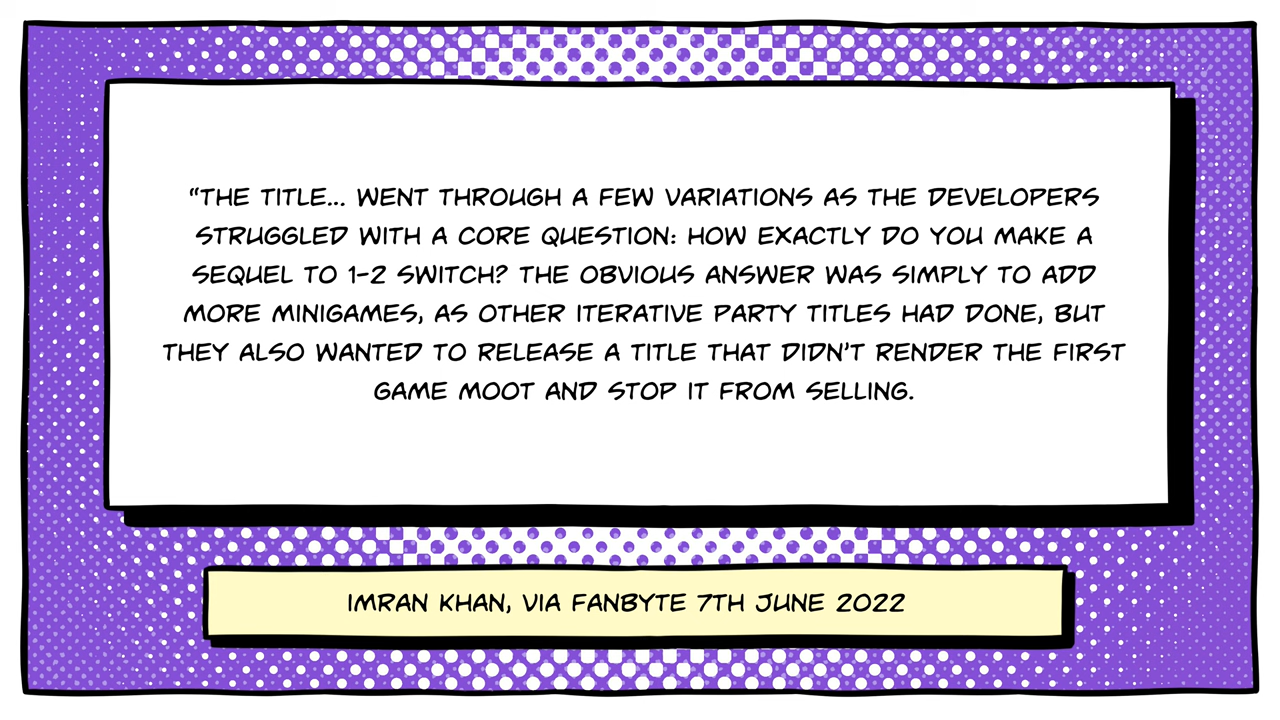 “THE TITLE... WENT THROUGH A FEW VARIATIONS AS THE DEVELOPERS
STRUGGLED WITH A CORE QUESTION: HOW EXACTLY DO YOU MAKE A
SEQUEL TO 1-2 SWITCH? THE OBVIOUS ANSWER WAS SIMPLY TO ADD
MORE MINIGAMES, AS OTHER ITERATIVE PARTY TITLES HAD DONE, BUT
THEY ALSO WANTED TO RELEASE A TITLE THAT DIDN'T RENDER THE FIRST
GAME MOOT AND STOP IT FROM SELLING.
IMRAN KHAN, VIA FANBYTE 7TH JUNE 2022